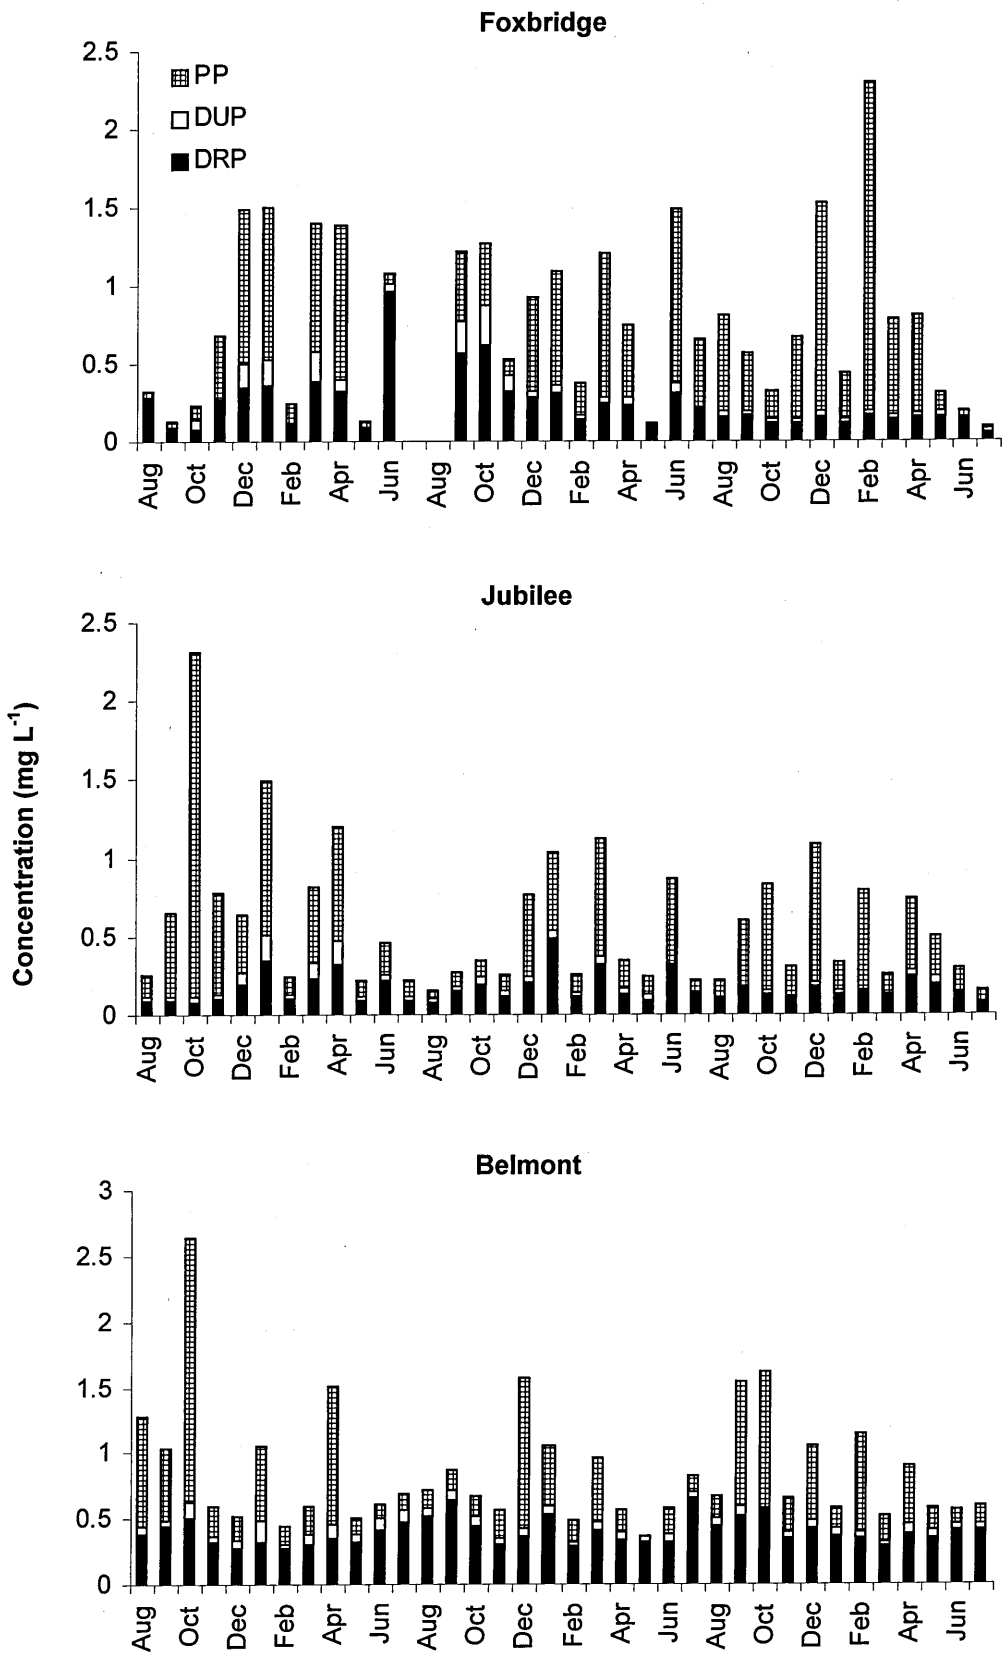 Foxbridge
2.5
2
1.5
1
0.5
0
PP
DUP
DRP
Aug Oct Dec Feb Apr Jun Aug Oct Dec Feb Apr Jun Aug Oct Dec Feb Apr Jun
Jubilee
Concentration (mg L⁻¹)
2.5
2
1.5
1
0.5
0
Aug Oct Dec Feb Apr Jun Aug Oct Dec Feb Apr Jun Aug Oct Dec Feb Apr Jun
Belmont
3
2.5
2
1.5
1
0.5
0
Aug Oct Dec Feb Apr Jun Aug Oct Dec Feb Apr Jun Aug Oct Dec Feb Apr Jun